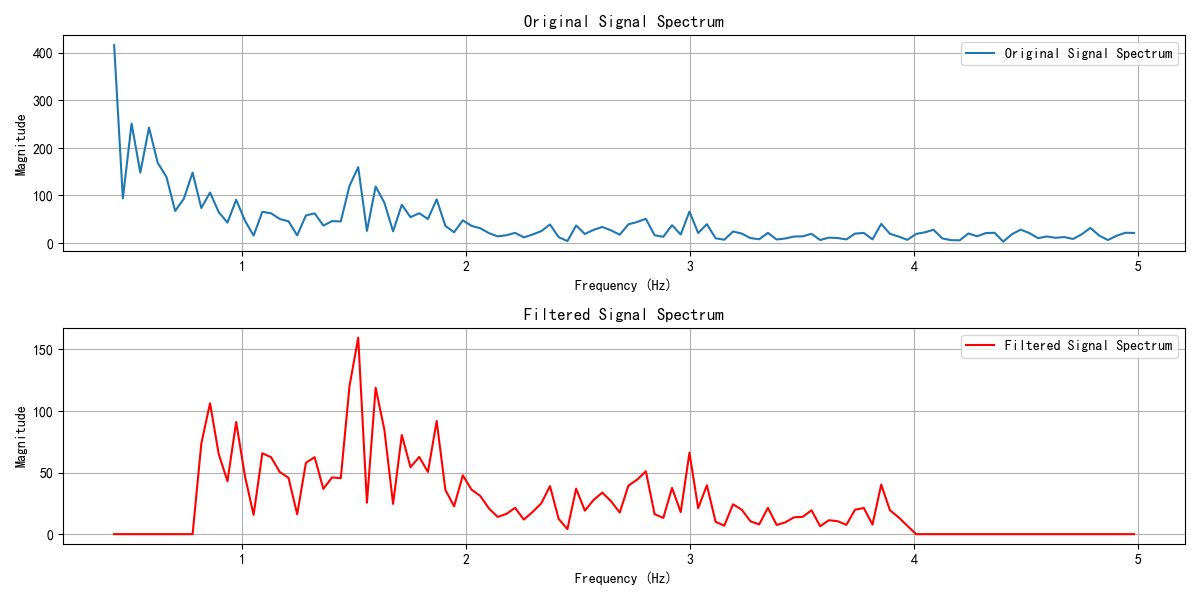 Original Signal Spectrum
Original Signal Spectrum
Magnitude
400
300
200
100
0
1 2 3 4 5
Frequency (Hz)
Filtered Signal Spectrum
Filtered Signal Spectrum
Magnitude
150
100
50
0
1 2 3 4 5
Frequency (Hz)